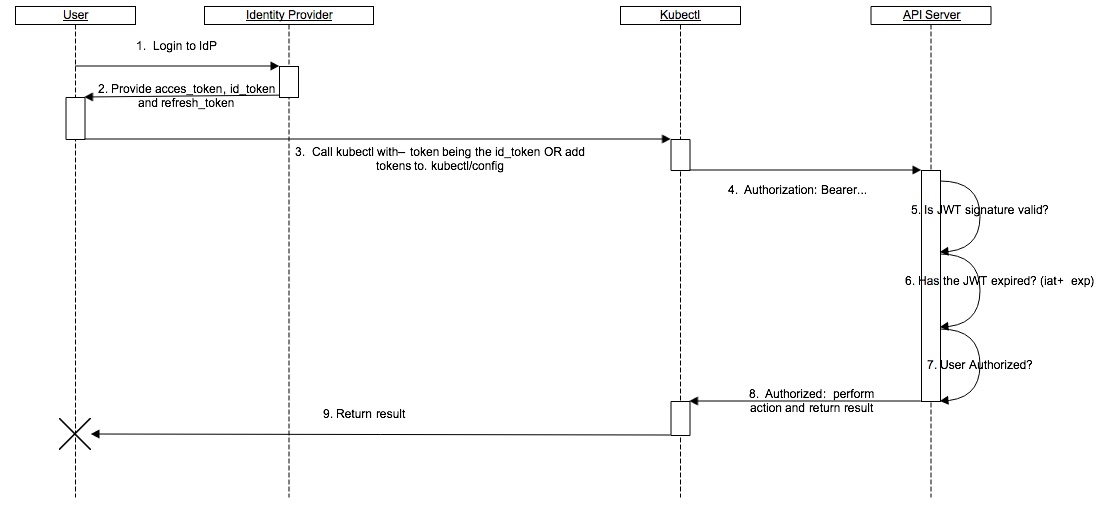 User
Identity Provider
Kubectl
API Server
1. Login to IdP
2. Provide acces_token, id_token
and refresh_token
3. Call kubectl with-- token being the id_token OR add
tokens to. kubectl/config
4. Authorization: Bearer...
5. Is JWT signature valid?
6. Has the JWT expired? (iat+ exp)
7. User Authorized?
8. Authorized: perform
action and return result
9. Return result